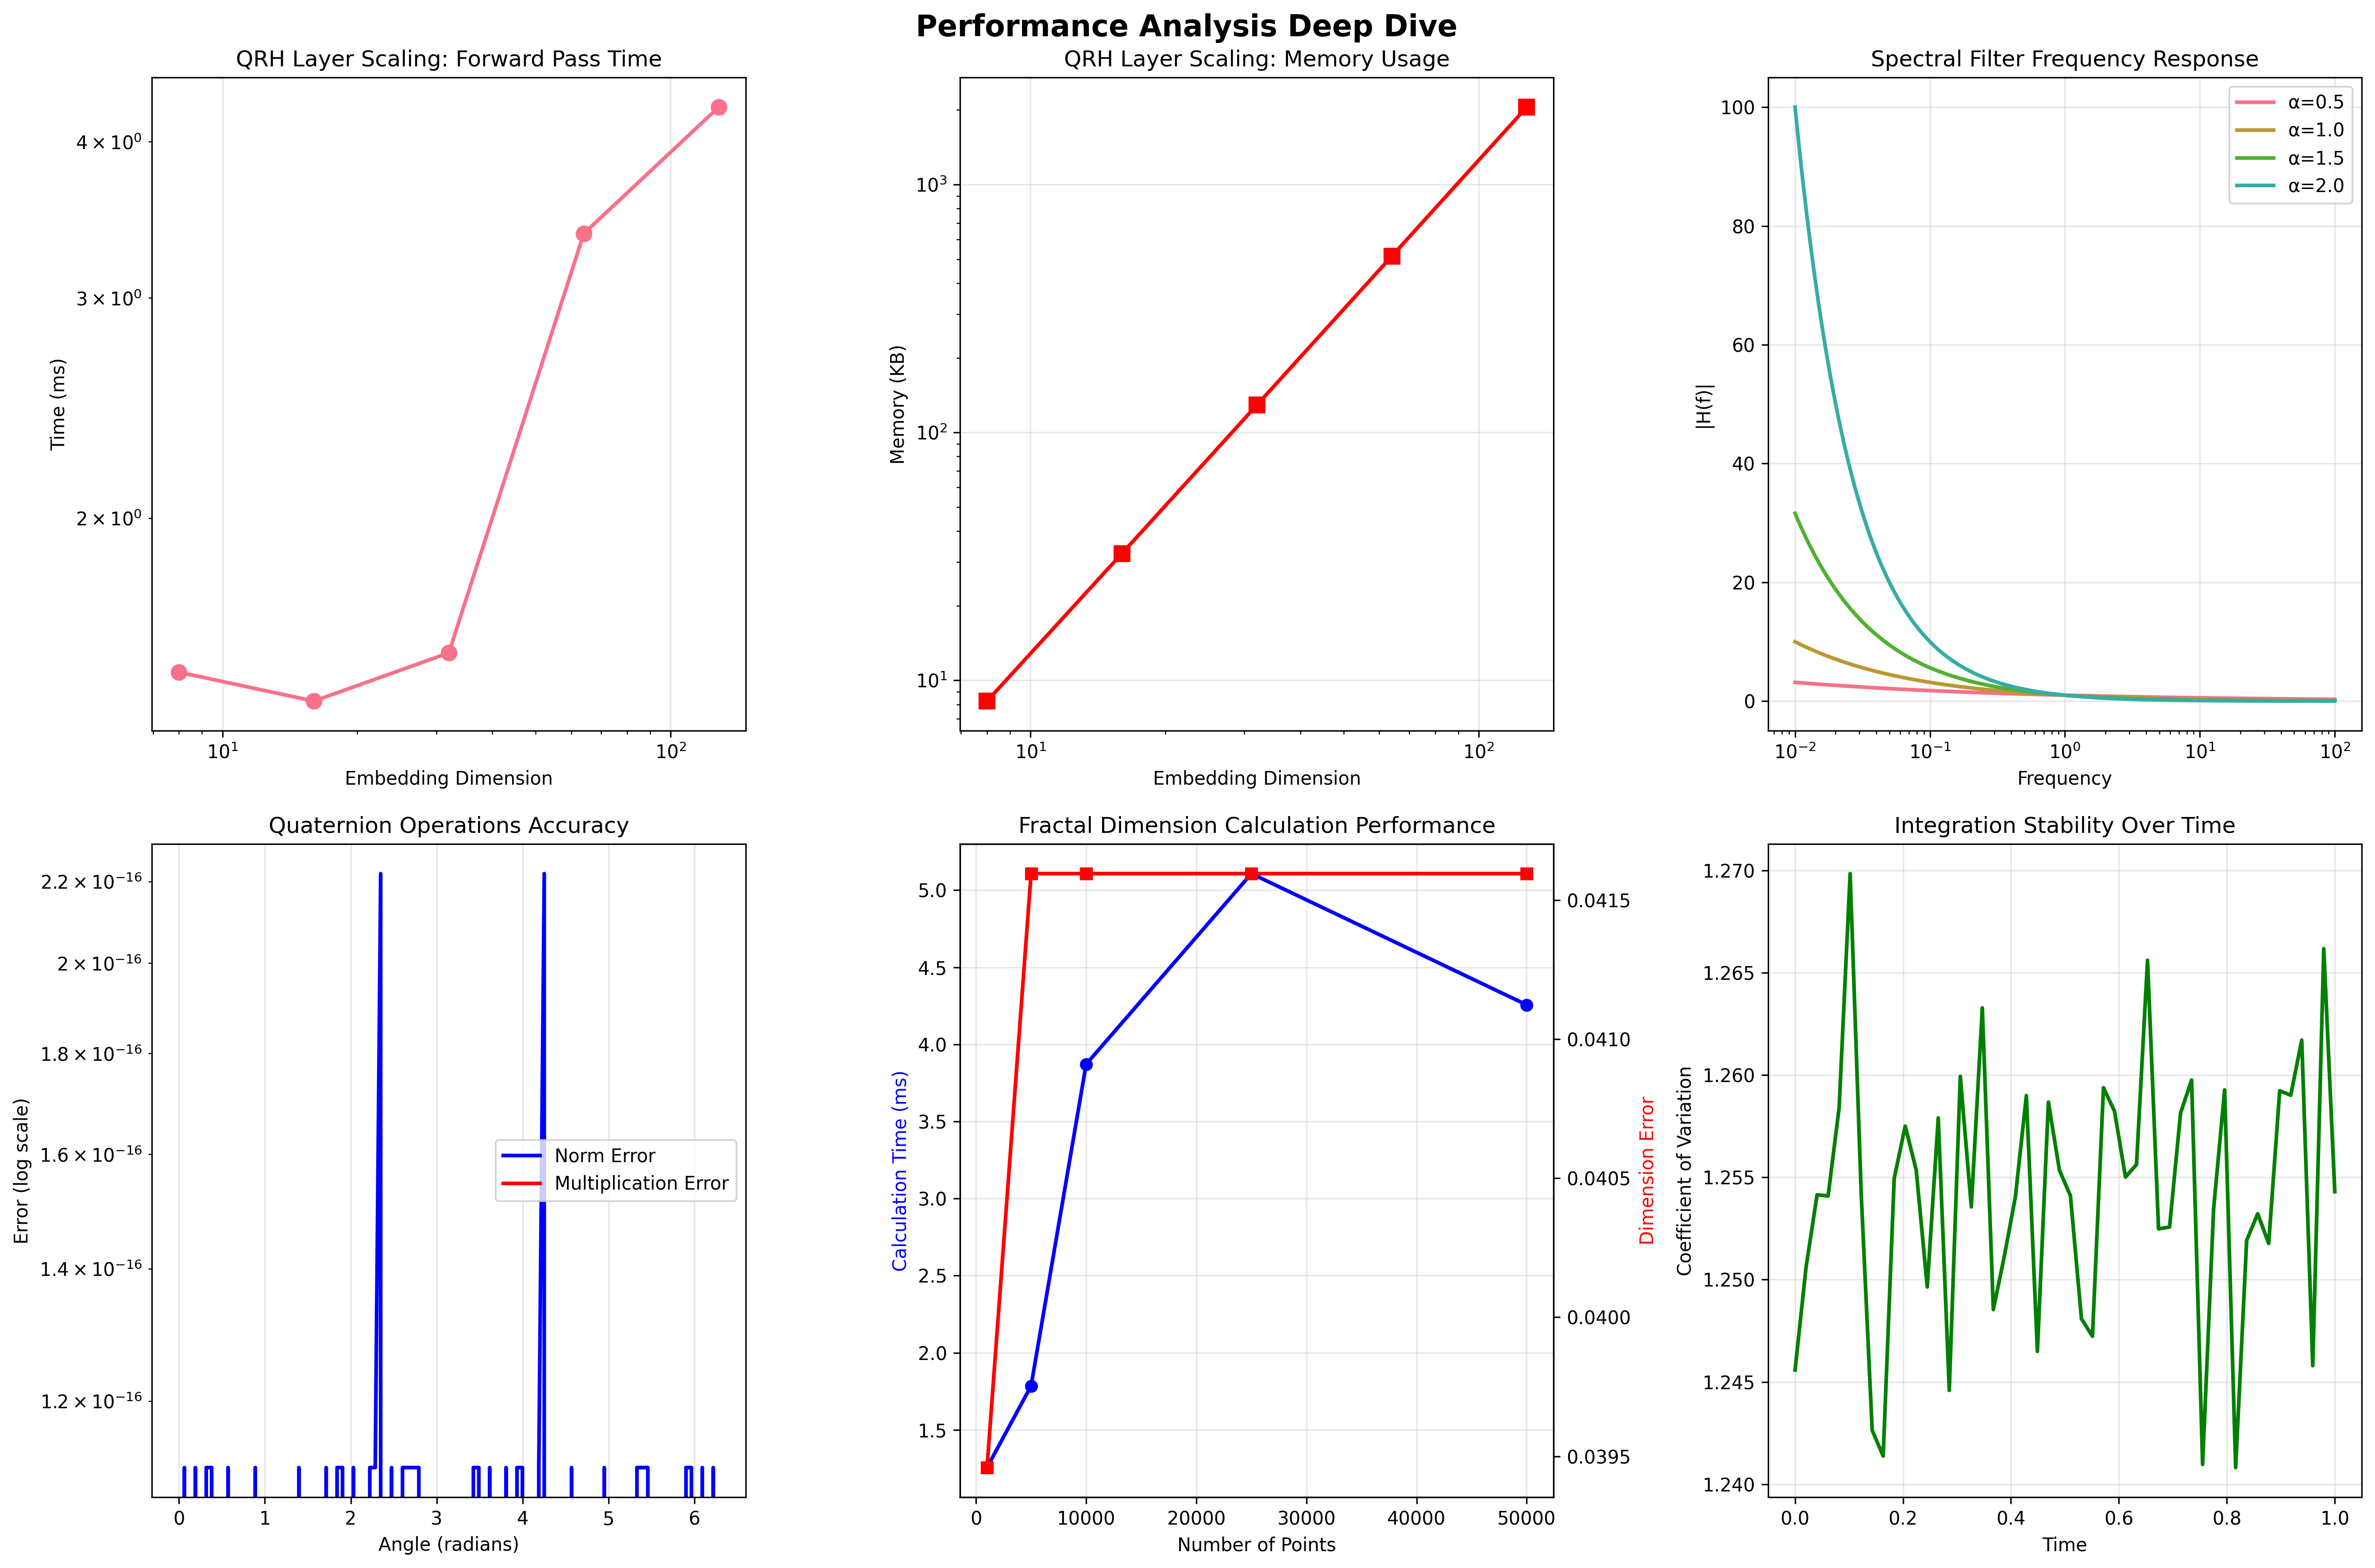 Performance Analysis Deep Dive
QRH Layer Scaling: Forward Pass Time
4 × 10⁰
3 × 10⁰
2 × 10⁰
Time (ms)
10¹
10²
Embedding Dimension
QRH Layer Scaling: Memory Usage
10³
10²
10¹
Memory (KB)
10¹
10²
Embedding Dimension
Spectral Filter Frequency Response
100
80
60
40
20
0
|H(f)|
α=0.5
α=1.0
α=1.5
α=2.0
10⁻²
10⁻¹
10⁰
10¹
10²
Frequency
Quaternion Operations Accuracy
2.2 × 10⁻¹⁶
2 × 10⁻¹⁶
1.8 × 10⁻¹⁶
1.6 × 10⁻¹⁶
1.4 × 10⁻¹⁶
1.2 × 10⁻¹⁶
Error (log scale)
Norm Error
Multiplication Error
0
1
2
3
4
5
6
Angle (radians)
Fractal Dimension Calculation Performance
5.0
4.5
4.0
3.5
3.0
2.5
2.0
1.5
Calculation Time (ms)
0.0415
0.0410
0.0405
0.0400
0.0395
Dimension Error
0
10000
20000
30000
40000
50000
Number of Points
Integration Stability Over Time
1.270
1.265
1.260
1.255
1.250
1.245
1.240
Coefficient of Variation
0.0
0.2
0.4
0.6
0.8
1.0
Time